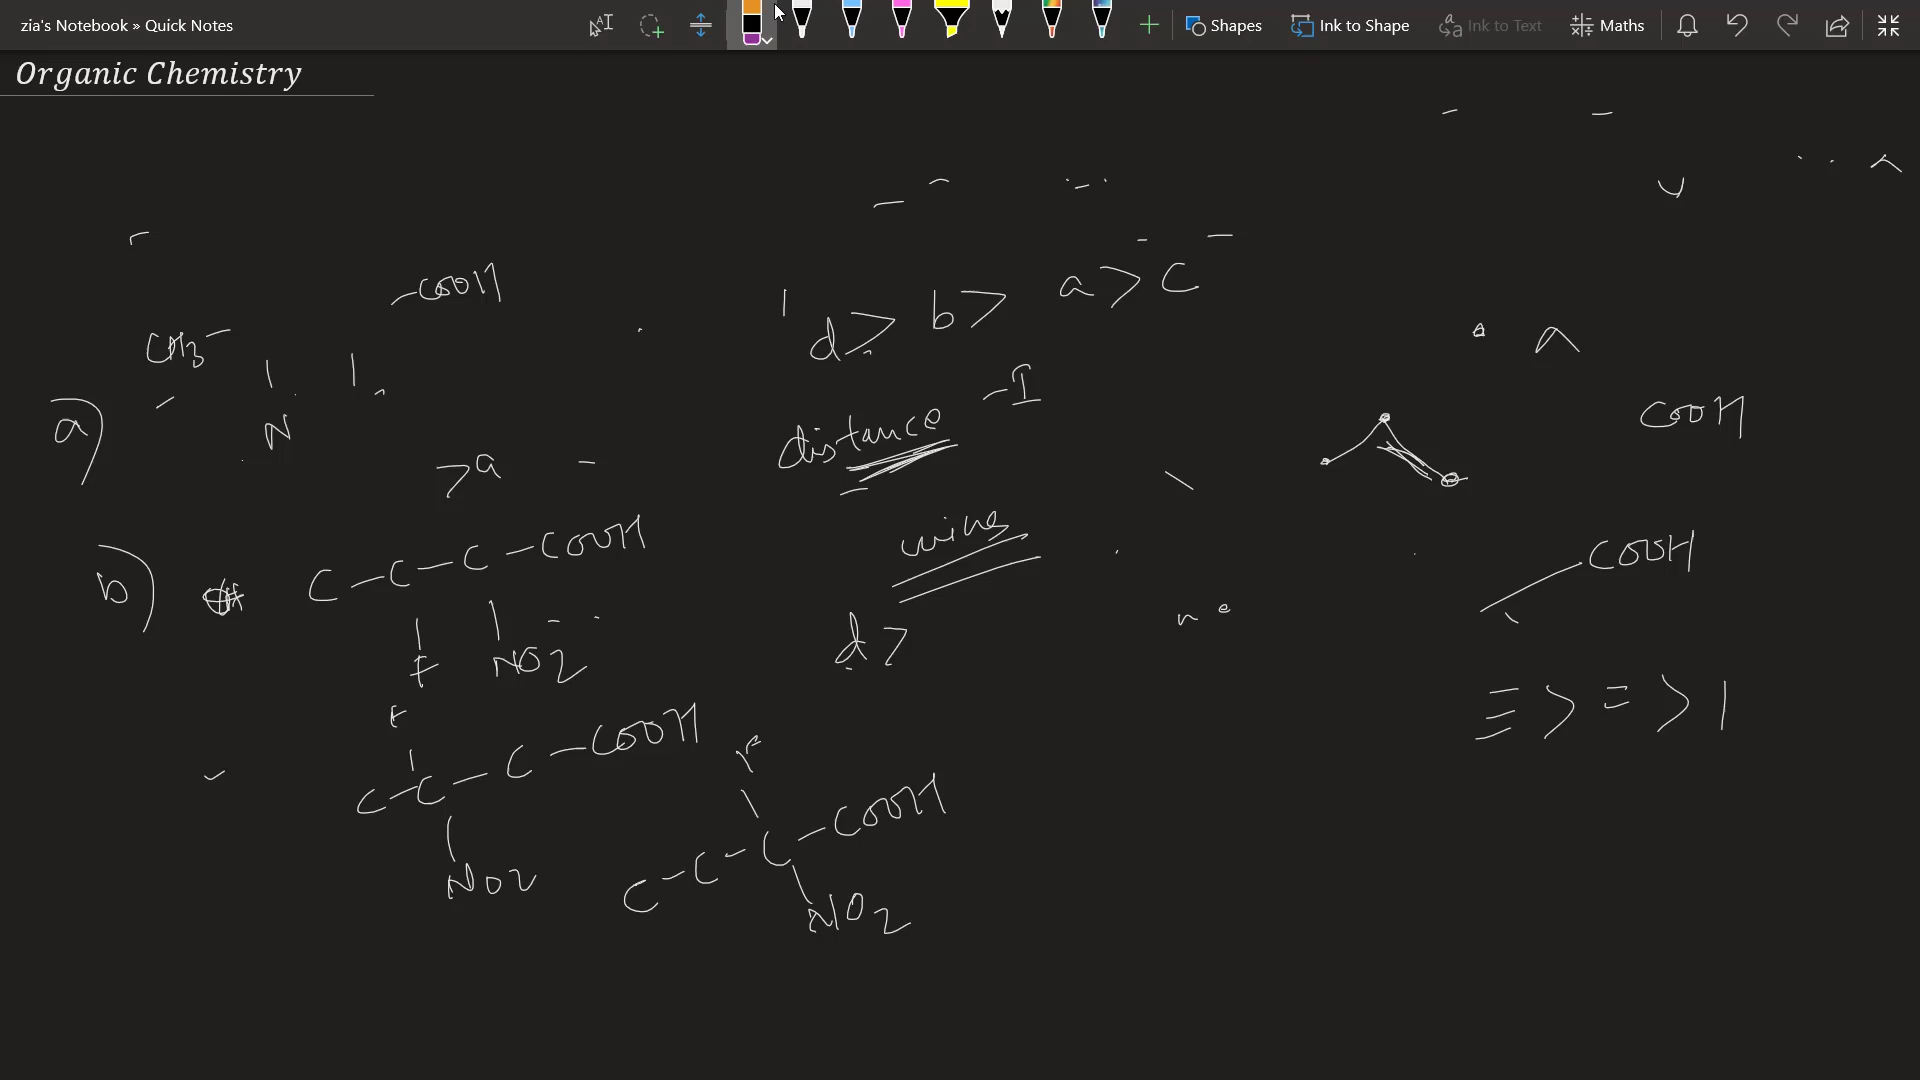 zia's Notebook » Quick Notes
Shapes
Ink to Shape
Ink to Text
Maths
Organic Chemistry
-COOH
d > b > a > C
CH3
a)
N
distance -I
COOH
> a
wins
b) C - C - C - COOH
F NO2
COOH
d >
F
C - C - C - COOH
≡ > = > |
F
NO2
C - C - C - COOH
NO2